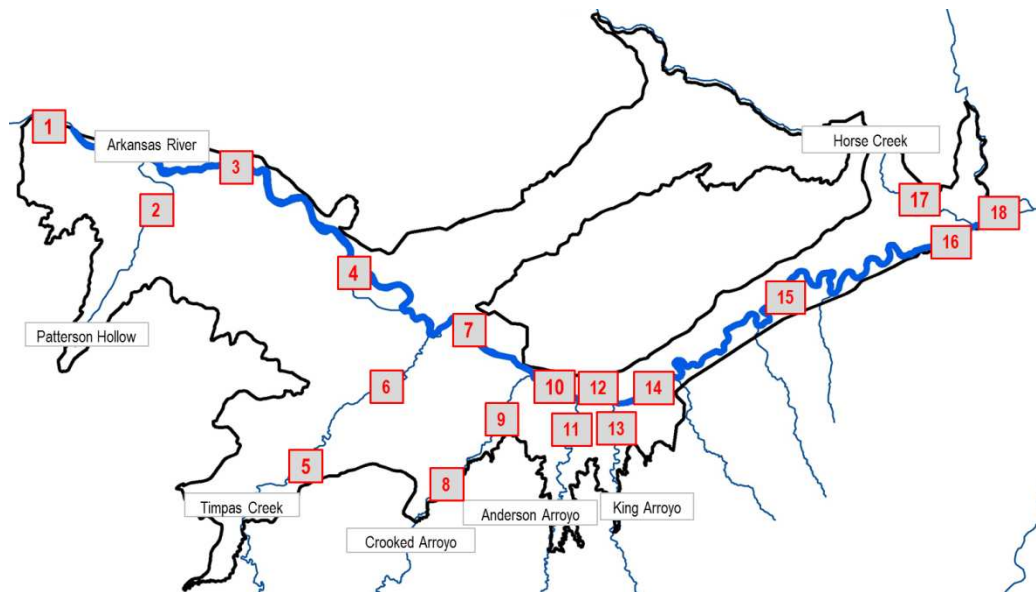 1
Arkansas River
3
Horse Creek
2
17
18
16
4
15
Patterson Hollow
7
6
10
12
14
9
11
13
5
8
Timpas Creek
Anderson Arroyo
King Arroyo
Crooked Arroyo